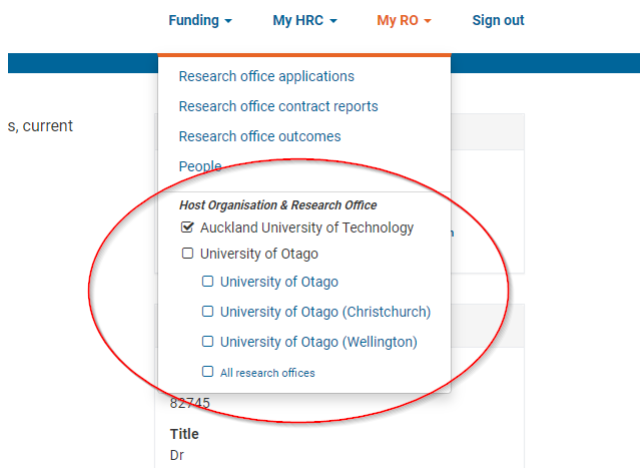 Funding My HRC My RO Sign out
Research office applications
Research office contract reports
s, current
Research office outcomes
People
Host Organisation & Research Office
Auckland University of Technology
n
University of Otago
University of Otago
University of Otago (Christchurch)
University of Otago (Wellington)
All research offices
82745
Title
Dr